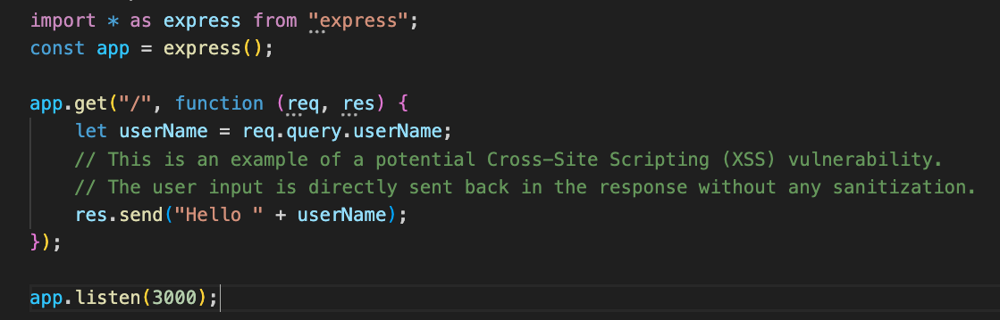 import * as express from "express";
const app = express();
app.get("/", function (req, res) {
let userName = req.query.userName;
// This is an example of a potential Cross-Site Scripting (XSS) vulnerability.
// The user input is directly sent back in the response without any sanitization.
res.send("Hello " + userName);
});
app.listen(3000);